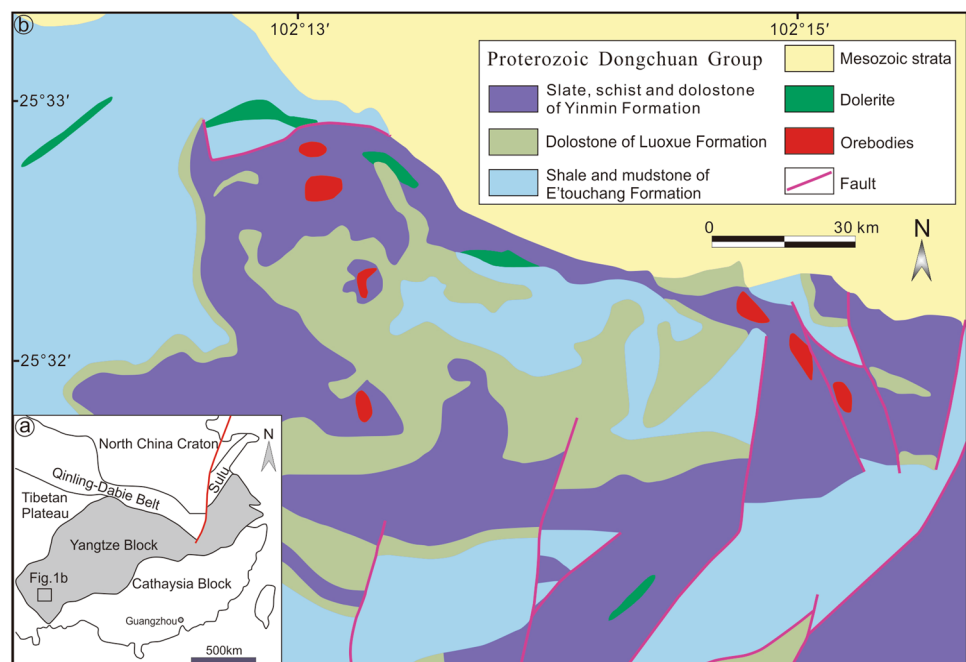 b
102°13′
102°15′
25°33′
25°32′
Proterozoic Dongchuan Group
Slate, schist and dolostone
of Yinmin Formation
Dolostone of Luoxue Formation
Shale and mudstone of
E'touchang Formation
Mesozoic strata
Dolerite
Orebodies
Fault
0
30 km
N
a
North China Craton
N
Qinling-Dabie Belt
Sulu
Tibetan
Plateau
Yangtze Block
Fig.1b
Cathaysia Block
Guangzhou
500km